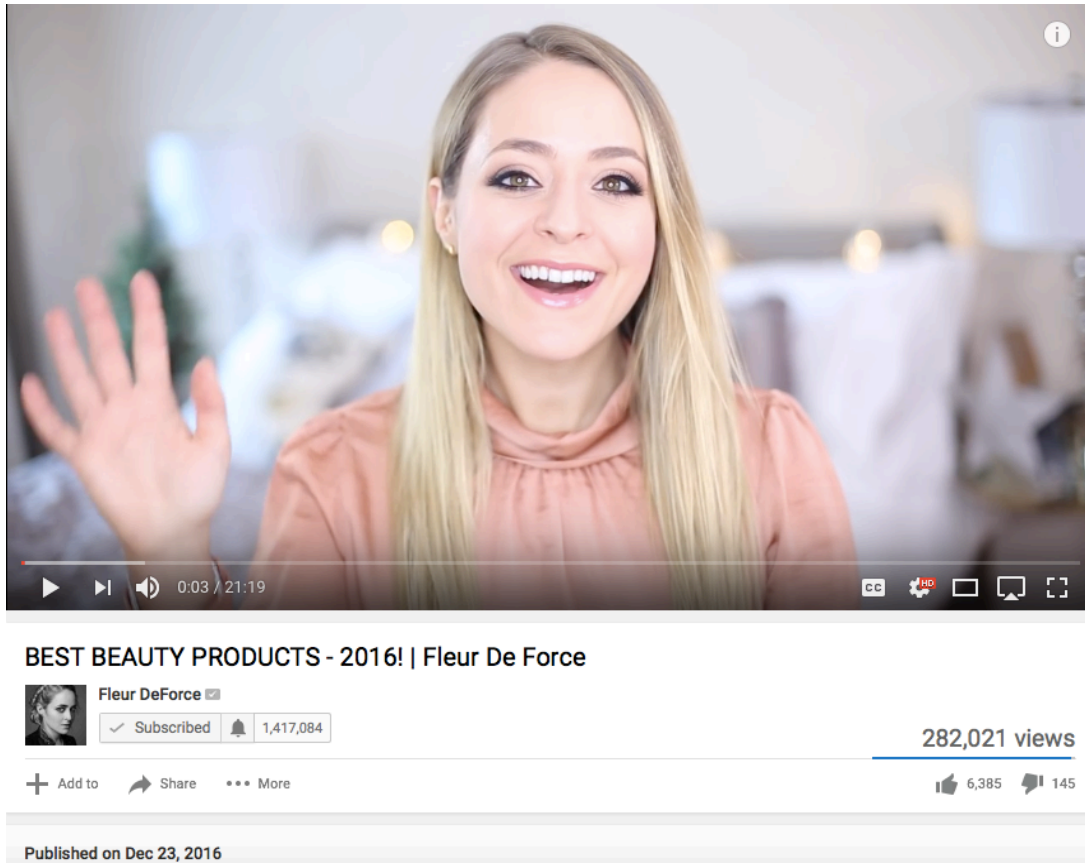 i
0:03 / 21:19
CC
HD
BEST BEAUTY PRODUCTS - 2016! | Fleur De Force
Fleur DeForce
Subscribed
1,417,084
282,021 views
Add to
Share
More
6,385
145
Published on Dec 23, 2016